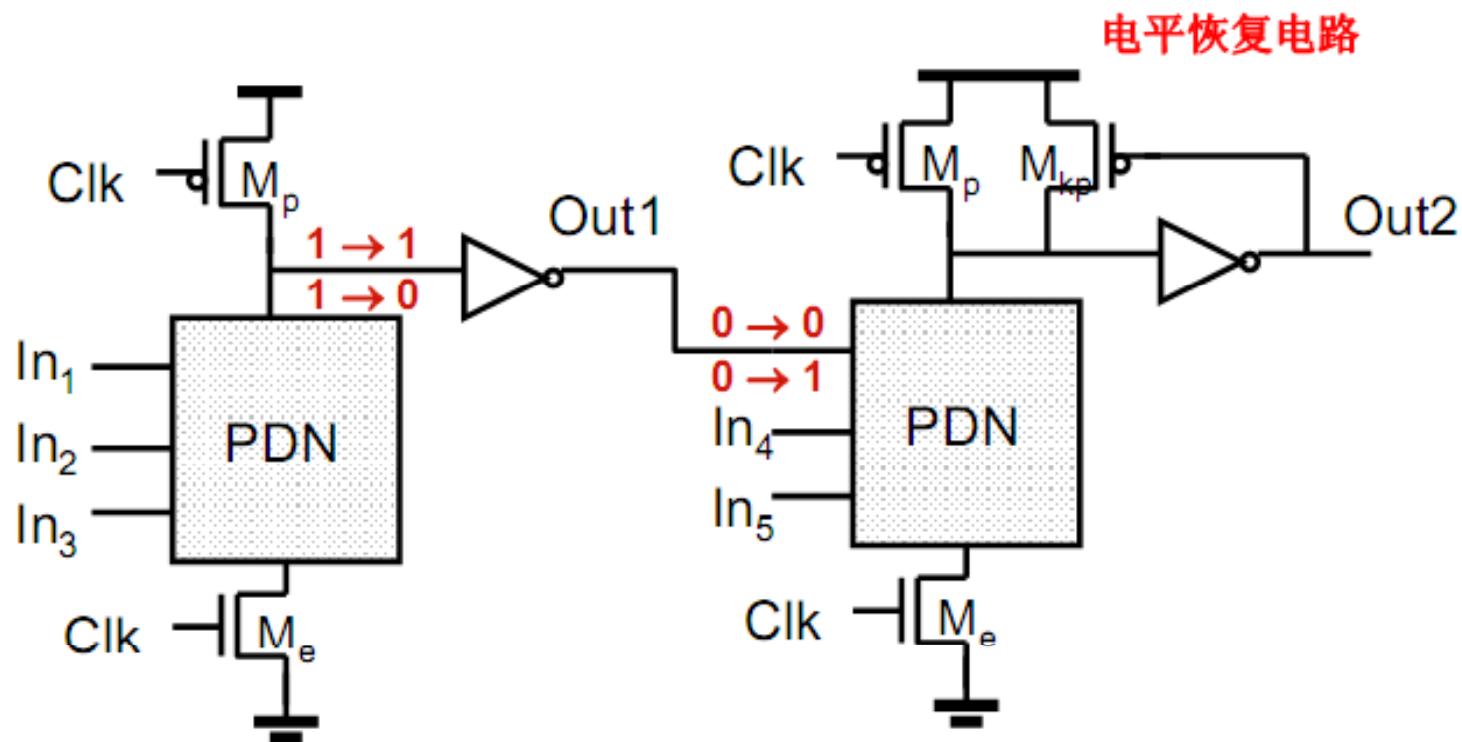 电平恢复电路
Clk
Mₚ
Out1
1 → 1
1 → 0
In₁
In₂
In₃
PDN
Clk
Mₑ
Clk
Mₚ
Mₖₚ
Out2
0 → 0
0 → 1
In₄
In₅
PDN
Clk
Mₑ